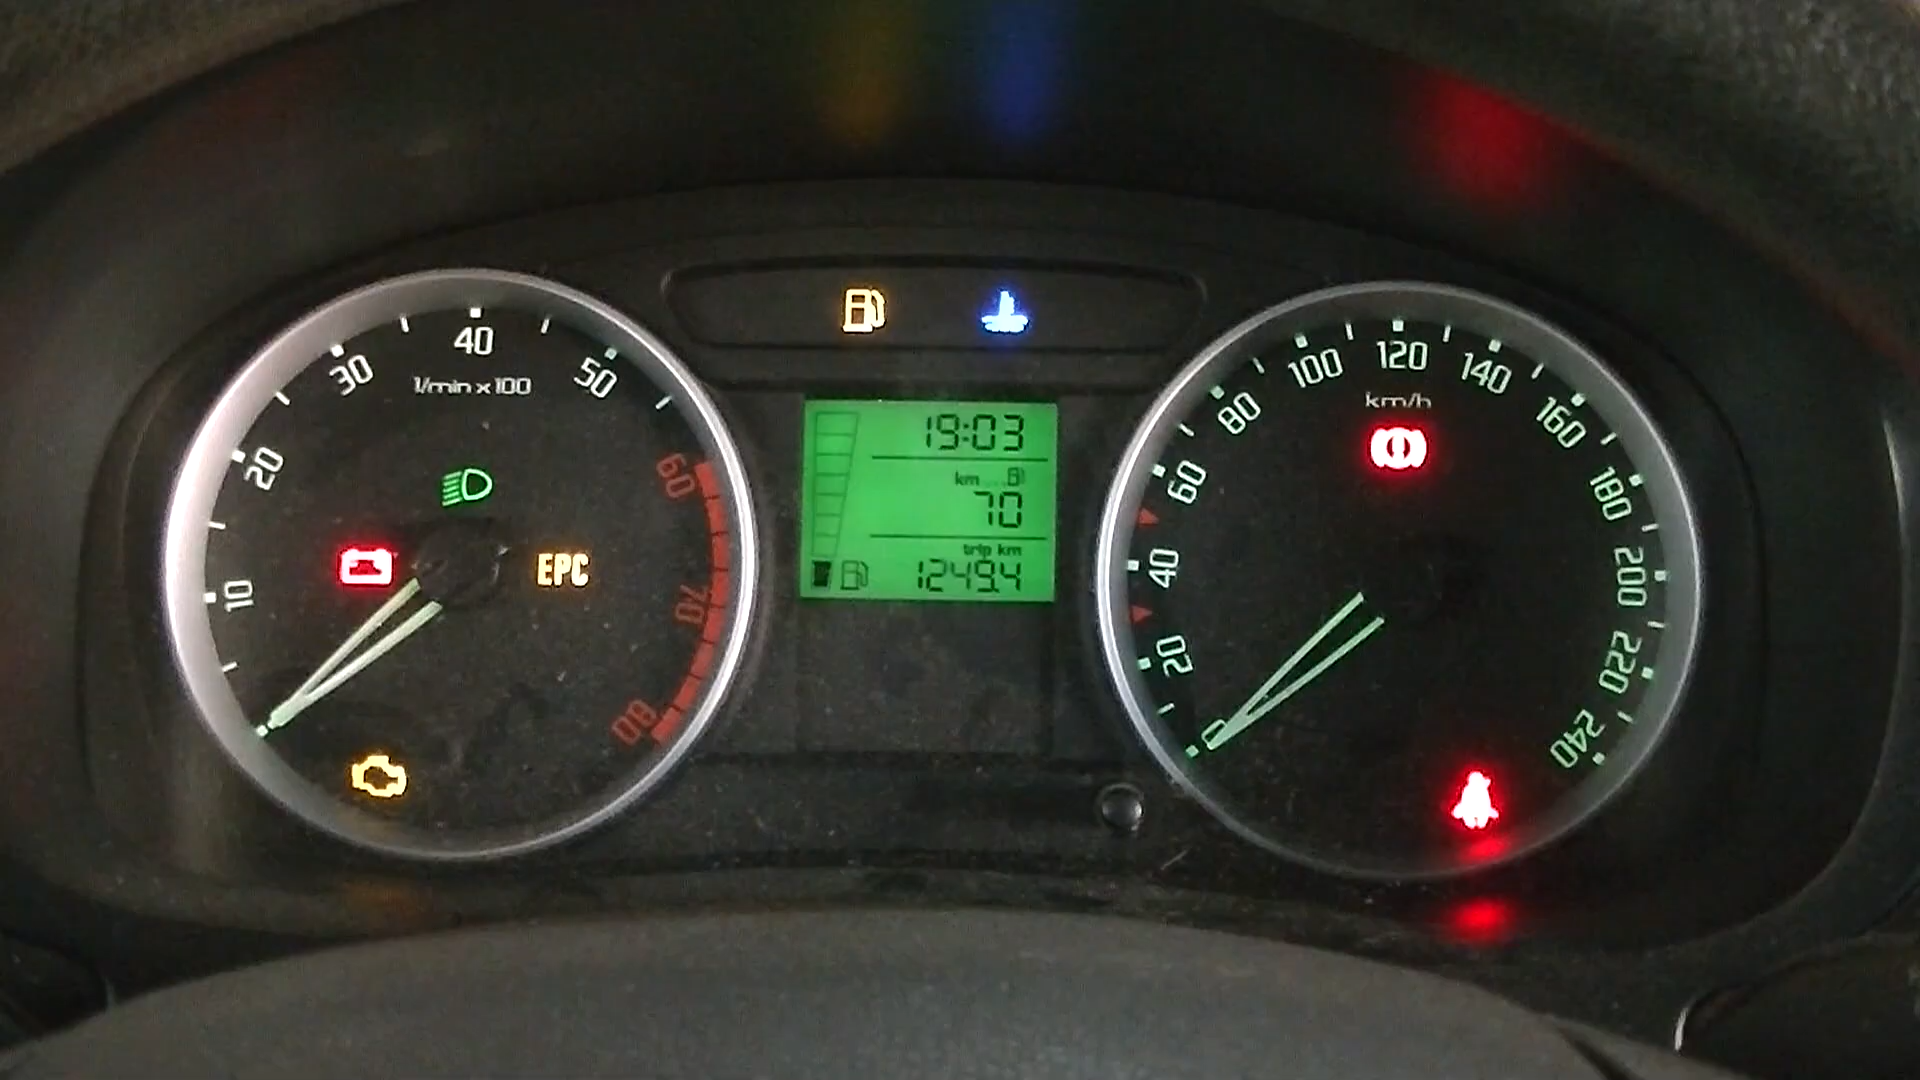 10 20 30 40 50 60 70 80
1/min x 100
EPC
19:03
km
70
trip km
1249.4
0 20 40 60 80 100 120 140 160 180 200 220 240
km/h